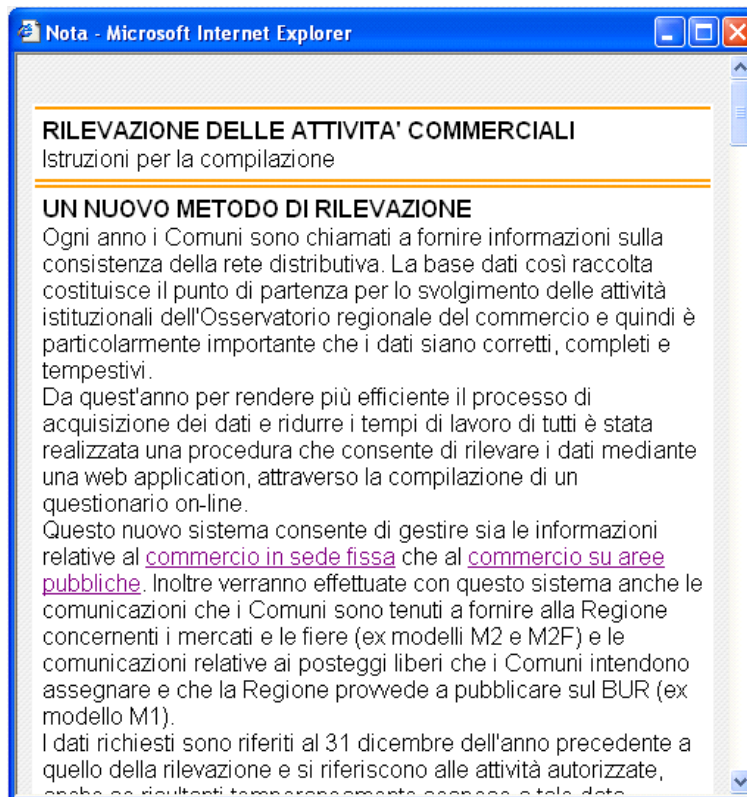 Nota - Microsoft Internet Explorer
RILEVAZIONE DELLE ATTIVITA' COMMERCIALI
Istruzioni per la compilazione
UN NUOVO METODO DI RILEVAZIONE
Ogni anno i Comuni sono chiamati a fornire informazioni sulla
consistenza della rete distributiva. La base dati così raccolta
costituisce il punto di partenza per lo svolgimento delle attività
istituzionali dell'Osservatorio regionale del commercio e quindi è
particolarmente importante che i dati siano corretti, completi e
tempestivi.
Da quest'anno per rendere più efficiente il processo di
acquisizione dei dati e ridurre i tempi di lavoro di tutti è stata
realizzata una procedura che consente di rilevare i dati mediante
una web application, attraverso la compilazione di un
questionario on-line.
Questo nuovo sistema consente di gestire sia le informazioni
relative al commercio in sede fissa che al commercio su aree
pubbliche. Inoltre verranno effettuate con questo sistema anche le
comunicazioni che i Comuni sono tenuti a fornire alla Regione
concernenti i mercati e le fiere (ex modelli M2 e M2F) e le
comunicazioni relative ai posteggi liberi che i Comuni intendono
assegnare e che la Regione provvede a pubblicare sul BUR (ex
modello M1).
I dati richiesti sono riferiti al 31 dicembre dell'anno precedente a
quello della rilevazione e si riferiscono alle attività autorizzate,
anche se risultanti temporaneamente sospese a tale data